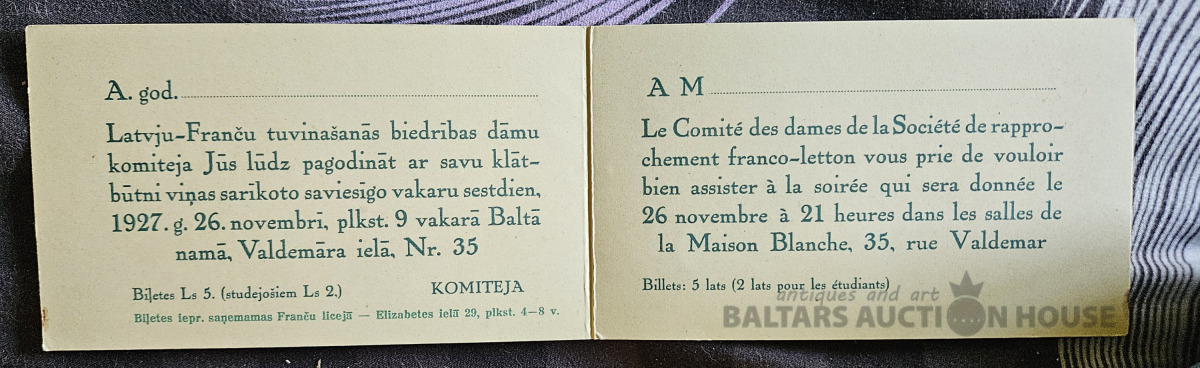 A. god.
Latvju-Franču tuvinašanās biedrības dāmu
komiteja Jūs lūdz pagodināt ar savu klāt-
būtni viņas sarīkoto saviesīgo vakaru sestdien,
1927. g. 26. novembrī, plkst. 9 vakarā Baltā
namā, Valdemāra ielā, Nr. 35
Biļetes Ls 5. (studejošiem Ls 2.) KOMITEJA
Biļetes iepr. saņemamas Franču licejā — Elizabetes ielā 29, plkst. 4–8 v.
A M
Le Comité des dames de la Société de rappro-
chement franco-letton vous prie de vouloir
bien assister à la soirée qui sera donnée le
26 novembre à 21 heures dans les salles de
la Maison Blanche, 35, rue Valdemar
Billets: 5 lats (2 lats pour les étudiants)
antiques and art
BALTARS AUCTION HOUSE